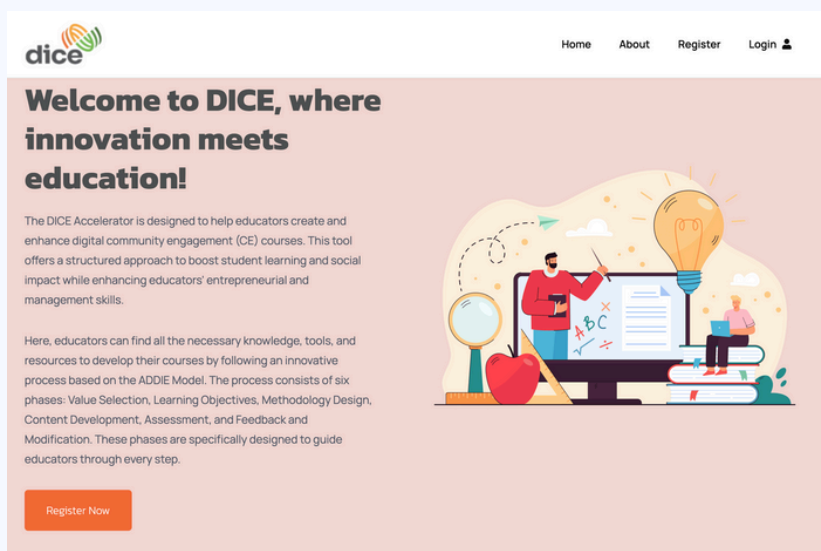 dice
Home About Register Login
Welcome to DICE, where
innovation meets
education!
The DICE Accelerator is designed to help educators create and
enhance digital community engagement (CE) courses. This tool
offers a structured approach to boost student learning and social
impact while enhancing educators' entrepreneurial and
management skills.
Here, educators can find all the necessary knowledge, tools, and
resources to develop their courses by following an innovative
process based on the ADDIE Model. The process consists of six
phases: Value Selection, Learning Objectives, Methodology Design,
Content Development, Assessment, and Feedback and
Modification. These phases are specifically designed to guide
educators through every step.
A B C
Register Now